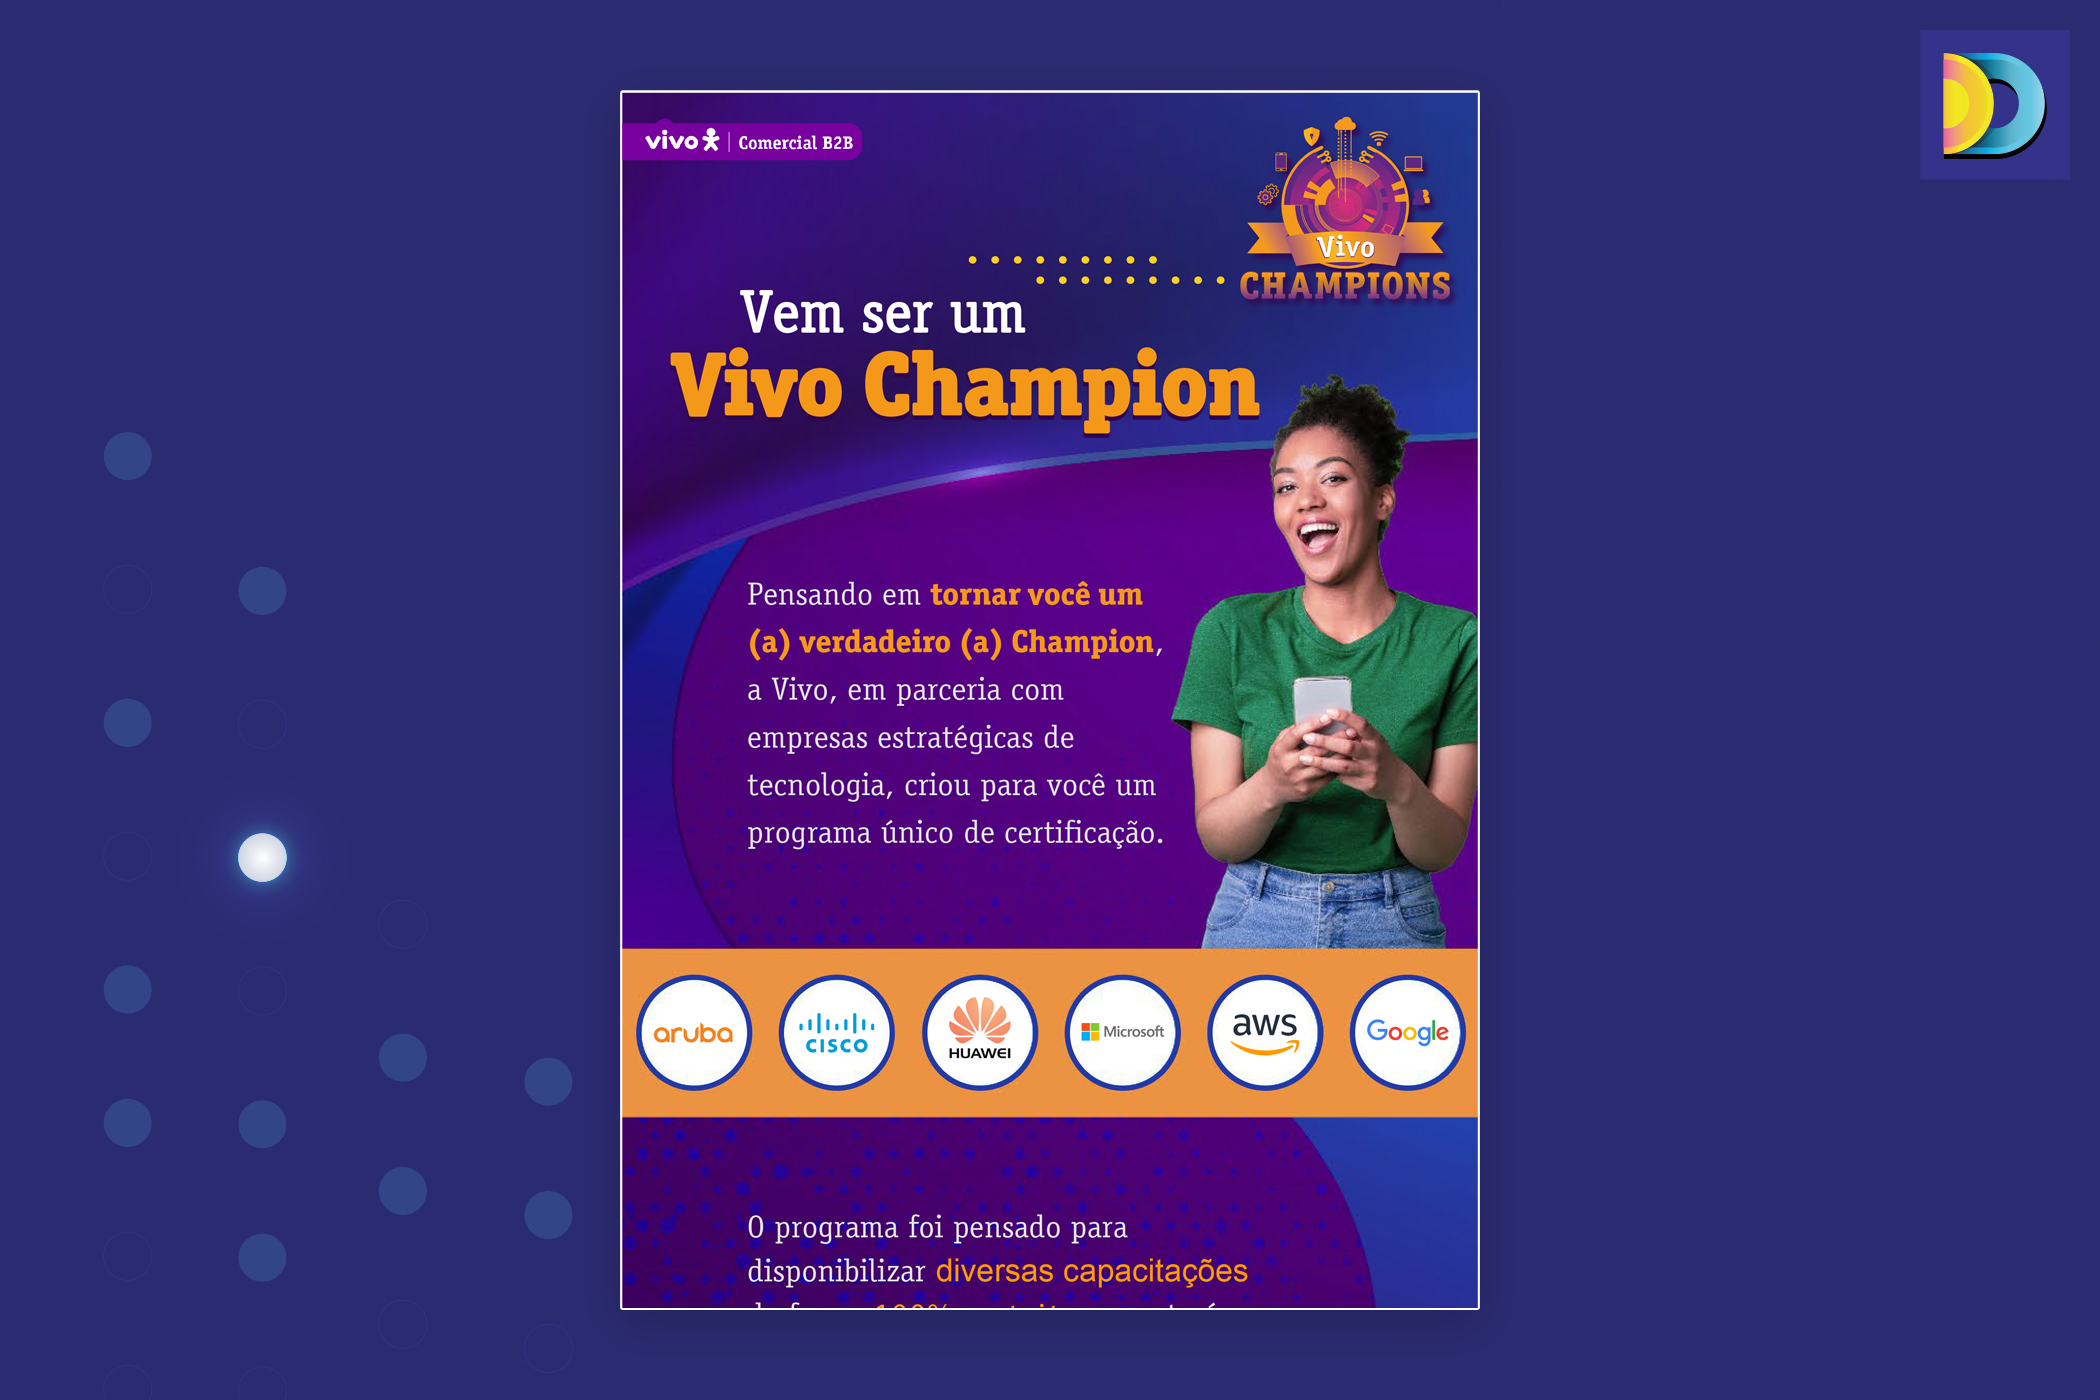 vivo | Comercial B2B
Vivo
CHAMPIONS
Vem ser um
Vivo Champion
Pensando em tornar você um
(a) verdadeiro (a) Champion,
a Vivo, em parceria com
empresas estratégicas de
tecnologia, criou para você um
programa único de certificação.
aruba
CISCO
HUAWEI
Microsoft
aws
Google
O programa foi pensado para
disponibilizar diversas capacitações